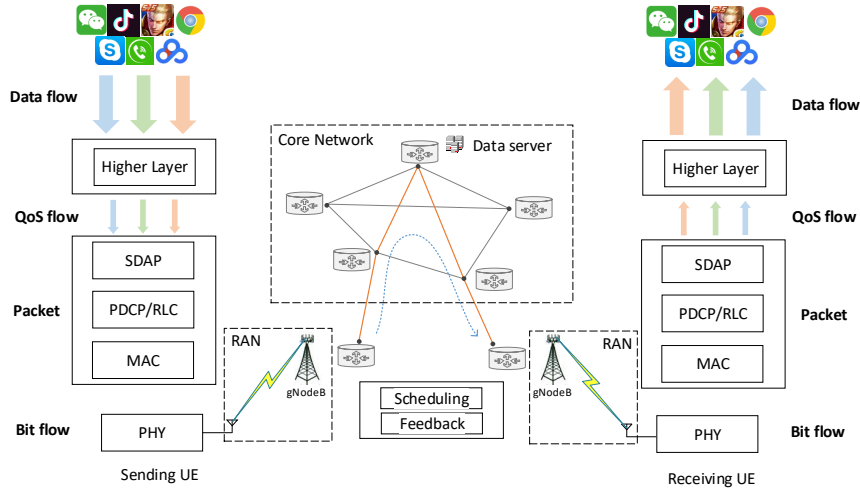 Data flow
Higher Layer
QoS flow
SDAP
Packet
PDCP/RLC
MAC
Bit flow
PHY
Sending UE
RAN
gNodeB
Core Network
Data server
Scheduling
Feedback
RAN
gNodeB
Data flow
Higher Layer
QoS flow
SDAP
Packet
PDCP/RLC
MAC
Bit flow
PHY
Receiving UE